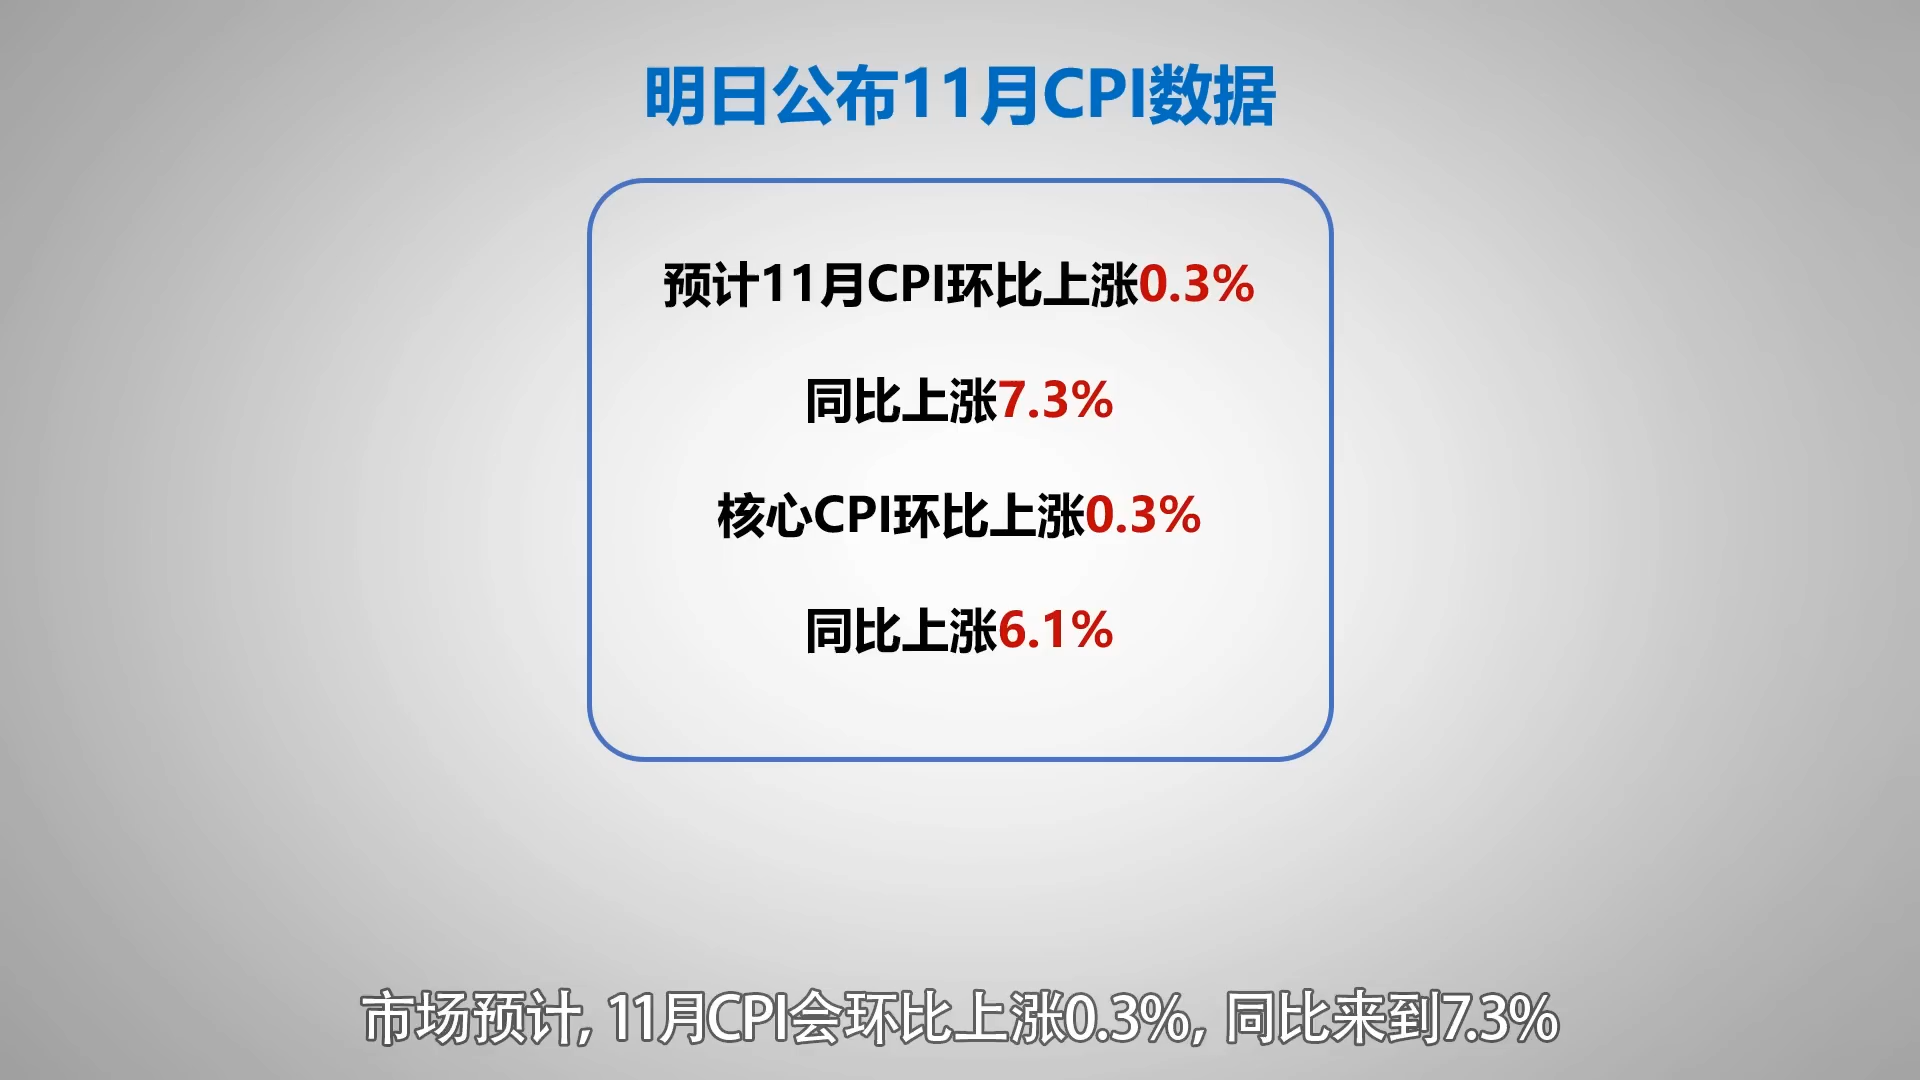 明日公布11月CPI数据
预计11月CPI环比上涨0.3%
同比上涨7.3%
核心CPI环比上涨0.3%
同比上涨6.1%
市场预计, 11月CPI会环比上涨0.3%, 同比来到7.3%